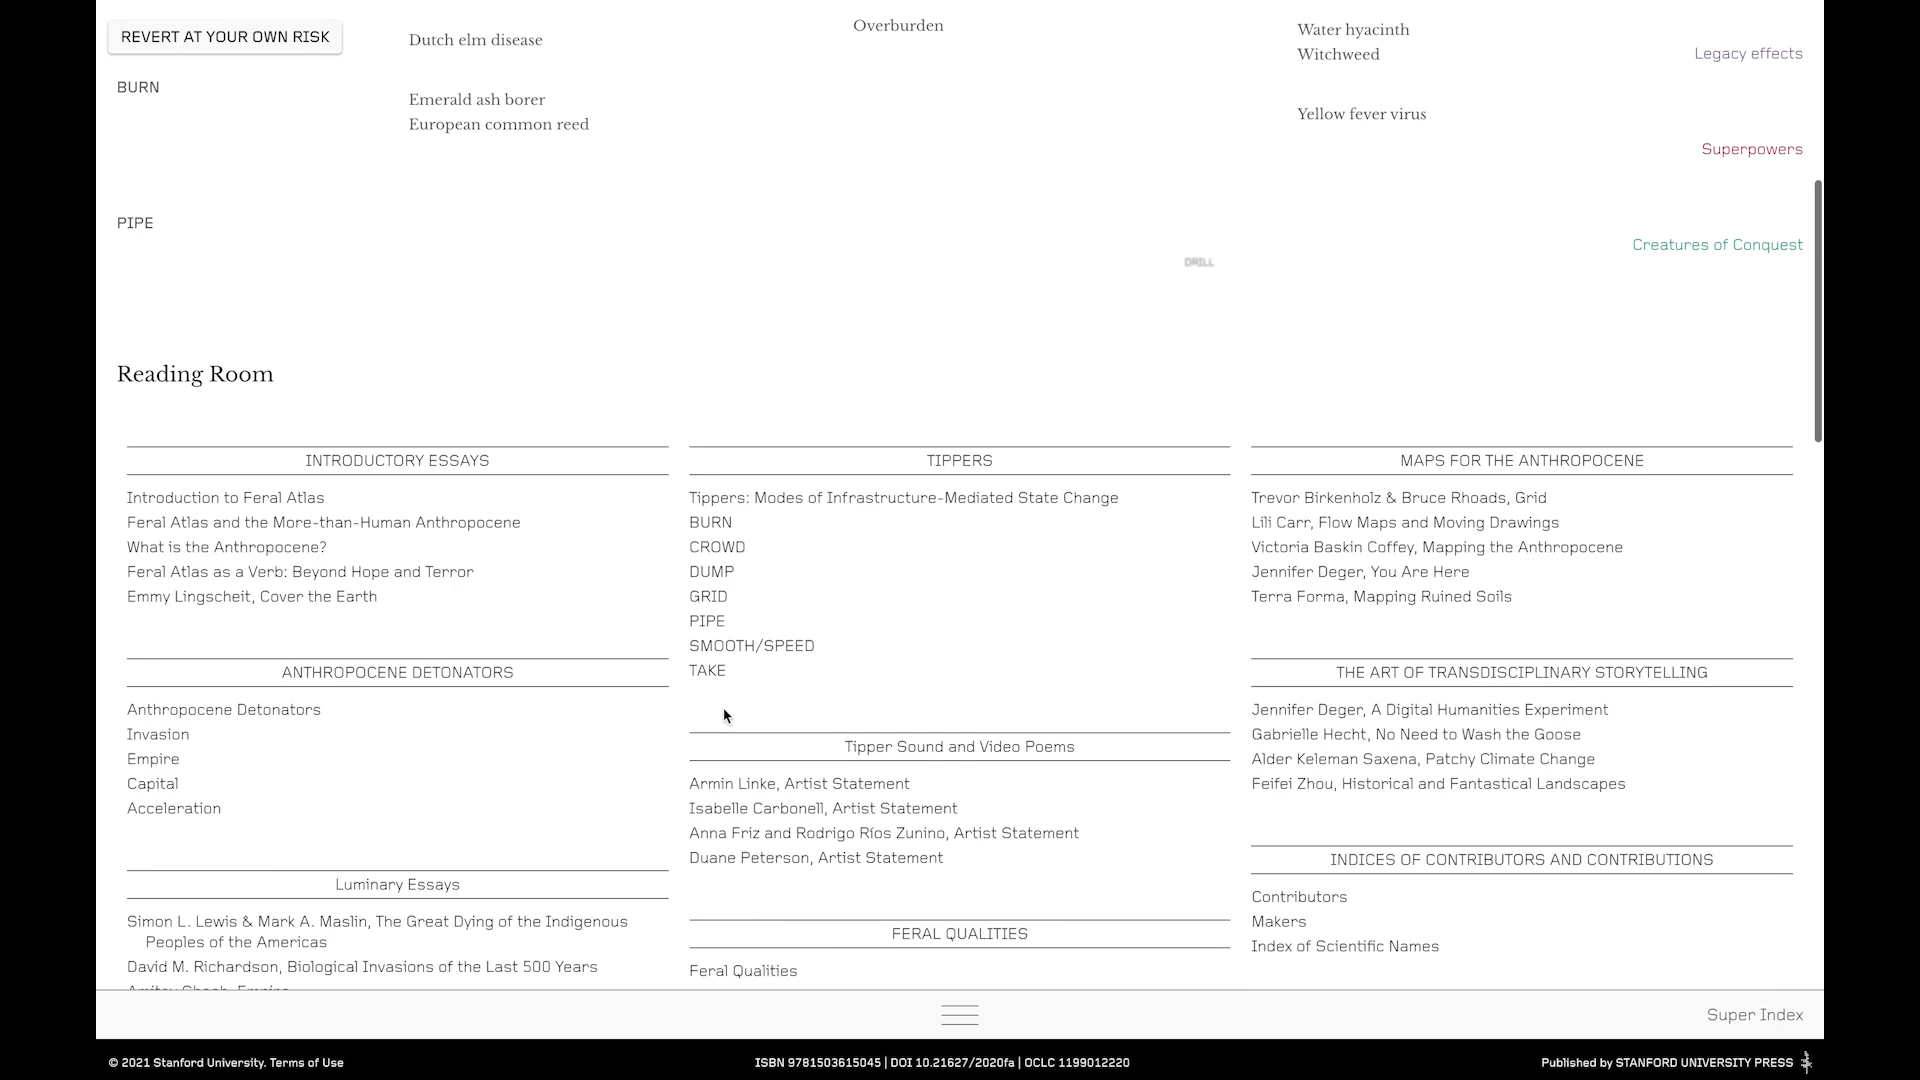 REVERT AT YOUR OWN RISK
Dutch elm disease
Overburden
Water hyacinth
Witchweed
Legacy effects
BURN
Emerald ash borer
European common reed
Yellow fever virus
Superpowers
PIPE
Creatures of Conquest
DRILL
Reading Room
INTRODUCTORY ESSAYS
Introduction to Feral Atlas
Feral Atlas and the More-than-Human Anthropocene
What is the Anthropocene?
Feral Atlas as a Verb: Beyond Hope and Terror
Emmy Lingscheit, Cover the Earth
ANTHROPOCENE DETONATORS
Anthropocene Detonators
Invasion
Empire
Capital
Acceleration
Luminary Essays
Simon L. Lewis & Mark A. Maslin, The Great Dying of the Indigenous
Peoples of the Americas
David M. Richardson, Biological Invasions of the Last 500 Years
Amitav Ghosh, Empire
TIPPERS
Tippers: Modes of Infrastructure-Mediated State Change
BURN
CROWD
DUMP
GRID
PIPE
SMOOTH/SPEED
TAKE
Tipper Sound and Video Poems
Armin Linke, Artist Statement
Isabelle Carbonell, Artist Statement
Anna Friz and Rodrigo Ríos Zunino, Artist Statement
Duane Peterson, Artist Statement
FERAL QUALITIES
Feral Qualities
MAPS FOR THE ANTHROPOCENE
Trevor Birkenholz & Bruce Rhoads, Grid
Lili Carr, Flow Maps and Moving Drawings
Victoria Baskin Coffey, Mapping the Anthropocene
Jennifer Deger, You Are Here
Terra Forma, Mapping Ruined Soils
THE ART OF TRANSDISCIPLINARY STORYTELLING
Jennifer Deger, A Digital Humanities Experiment
Gabrielle Hecht, No Need to Wash the Goose
Alder Keleman Saxena, Patchy Climate Change
Feifei Zhou, Historical and Fantastical Landscapes
INDICES OF CONTRIBUTORS AND CONTRIBUTIONS
Contributors
Makers
Index of Scientific Names
Super Index
© 2021 Stanford University. Terms of Use
ISBN 9781503615045 | DOI 10.21627/2020fa | OCLC 1199012220
Published by STANFORD UNIVERSITY PRESS